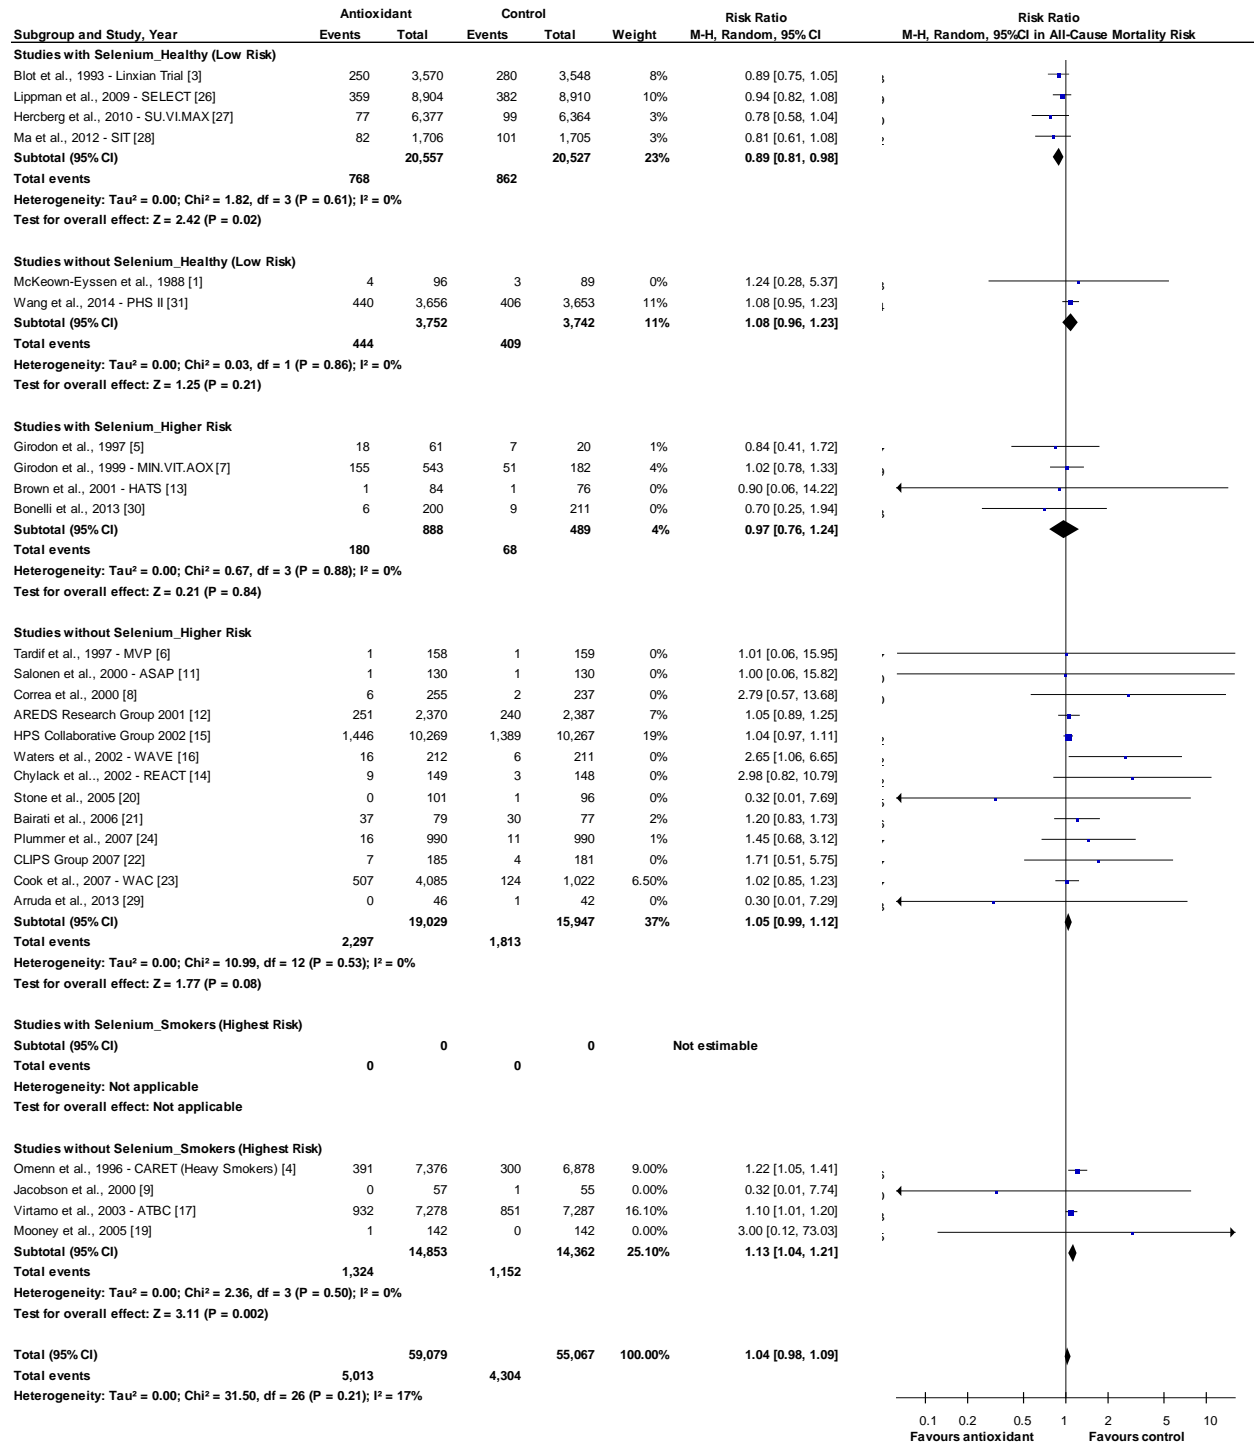 Antioxidant Control Risk Ratio Risk Ratio
Subgroup and Study, Year Events Total Events Total Weight M-H, Random, 95% CI M-H, Random, 95%CI in All-Cause Mortality Risk
Studies with Selenium_Healthy (Low Risk)
Blot et al., 1993 - Linxian Trial [3] 250 3,570 280 3,548 8% 0.89 [0.75, 1.05]
Lippman et al., 2009 - SELECT [26] 359 8,904 382 8,910 10% 0.94 [0.82, 1.08]
Hercberg et al., 2010 - SU.VI.MAX [27] 77 6,377 99 6,364 3% 0.78 [0.58, 1.04]
Ma et al., 2012 - SIT [28] 82 1,706 101 1,705 3% 0.81 [0.61, 1.08]
Subtotal (95% CI) 20,557 20,527 23% 0.89 [0.81, 0.98]
Total events 768 862
Heterogeneity: Tau² = 0.00; Chi² = 1.82, df = 3 (P = 0.61); I² = 0%
Test for overall effect: Z = 2.42 (P = 0.02)
Studies without Selenium_Healthy (Low Risk)
McKeown-Eyssen et al., 1988 [1] 4 96 3 89 0% 1.24 [0.28, 5.37]
Wang et al., 2014 - PHS II [31] 440 3,656 406 3,653 11% 1.08 [0.95, 1.23]
Subtotal (95% CI) 3,752 3,742 11% 1.08 [0.96, 1.23]
Total events 444 409
Heterogeneity: Tau² = 0.00; Chi² = 0.03, df = 1 (P = 0.86); I² = 0%
Test for overall effect: Z = 1.25 (P = 0.21)
Studies with Selenium_Higher Risk
Girodon et al., 1997 [5] 18 61 7 20 1% 0.84 [0.41, 1.72]
Girodon et al., 1999 - MIN.VIT.AOX [7] 155 543 51 182 4% 1.02 [0.78, 1.33]
Brown et al., 2001 - HATS [13] 1 84 1 76 0% 0.90 [0.06, 14.22]
Bonelli et al., 2013 [30] 6 200 9 211 0% 0.70 [0.25, 1.94]
Subtotal (95% CI) 888 489 4% 0.97 [0.76, 1.24]
Total events 180 68
Heterogeneity: Tau² = 0.00; Chi² = 0.67, df = 3 (P = 0.88); I² = 0%
Test for overall effect: Z = 0.21 (P = 0.84)
Studies without Selenium_Higher Risk
Tardif et al., 1997 - MVP [6] 1 158 1 159 0% 1.01 [0.06, 15.95]
Salonen et al., 2000 - ASAP [11] 1 130 1 130 0% 1.00 [0.06, 15.82]
Correa et al., 2000 [8] 6 255 2 237 0% 2.79 [0.57, 13.68]
AREDS Research Group 2001 [12] 251 2,370 240 2,387 7% 1.05 [0.89, 1.25]
HPS Collaborative Group 2002 [15] 1,446 10,269 1,389 10,267 19% 1.04 [0.97, 1.11]
Waters et al., 2002 - WAVE [16] 16 212 6 211 0% 2.65 [1.06, 6.65]
Chylack et al.., 2002 - REACT [14] 9 149 3 148 0% 2.98 [0.82, 10.79]
Stone et al., 2005 [20] 0 101 1 96 0% 0.32 [0.01, 7.69]
Bairati et al., 2006 [21] 37 79 30 77 2% 1.20 [0.83, 1.73]
Plummer et al., 2007 [24] 16 990 11 990 1% 1.45 [0.68, 3.12]
CLIPS Group 2007 [22] 7 185 4 181 0% 1.71 [0.51, 5.75]
Cook et al., 2007 - WAC [23] 507 4,085 124 1,022 6.50% 1.02 [0.85, 1.23]
Arruda et al., 2013 [29] 0 46 1 42 0% 0.30 [0.01, 7.29]
Subtotal (95% CI) 19,029 15,947 37% 1.05 [0.99, 1.12]
Total events 2,297 1,813
Heterogeneity: Tau² = 0.00; Chi² = 10.99, df = 12 (P = 0.53); I² = 0%
Test for overall effect: Z = 1.77 (P = 0.08)
Studies with Selenium_Smokers (Highest Risk)
Subtotal (95% CI) 0 0 Not estimable
Total events 0 0
Heterogeneity: Not applicable
Test for overall effect: Not applicable
Studies without Selenium_Smokers (Highest Risk)
Omenn et al., 1996 - CARET (Heavy Smokers) [4] 391 7,376 300 6,878 9.00% 1.22 [1.05, 1.41]
Jacobson et al., 2000 [9] 0 57 1 55 0.00% 0.32 [0.01, 7.74]
Virtamo et al., 2003 - ATBC [17] 932 7,278 851 7,287 16.10% 1.10 [1.01, 1.20]
Mooney et al., 2005 [19] 1 142 0 142 0.00% 3.00 [0.12, 73.03]
Subtotal (95% CI) 14,853 14,362 25.10% 1.13 [1.04, 1.21]
Total events 1,324 1,152
Heterogeneity: Tau² = 0.00; Chi² = 2.36, df = 3 (P = 0.50); I² = 0%
Test for overall effect: Z = 3.11 (P = 0.002)
Total (95% CI) 59,079 55,067 100.00% 1.04 [0.98, 1.09]
Total events 5,013 4,304
Heterogeneity: Tau² = 0.00; Chi² = 31.50, df = 26 (P = 0.21); I² = 17%
0.1 0.2 0.5 1 2 5 10
Favours antioxidant Favours control